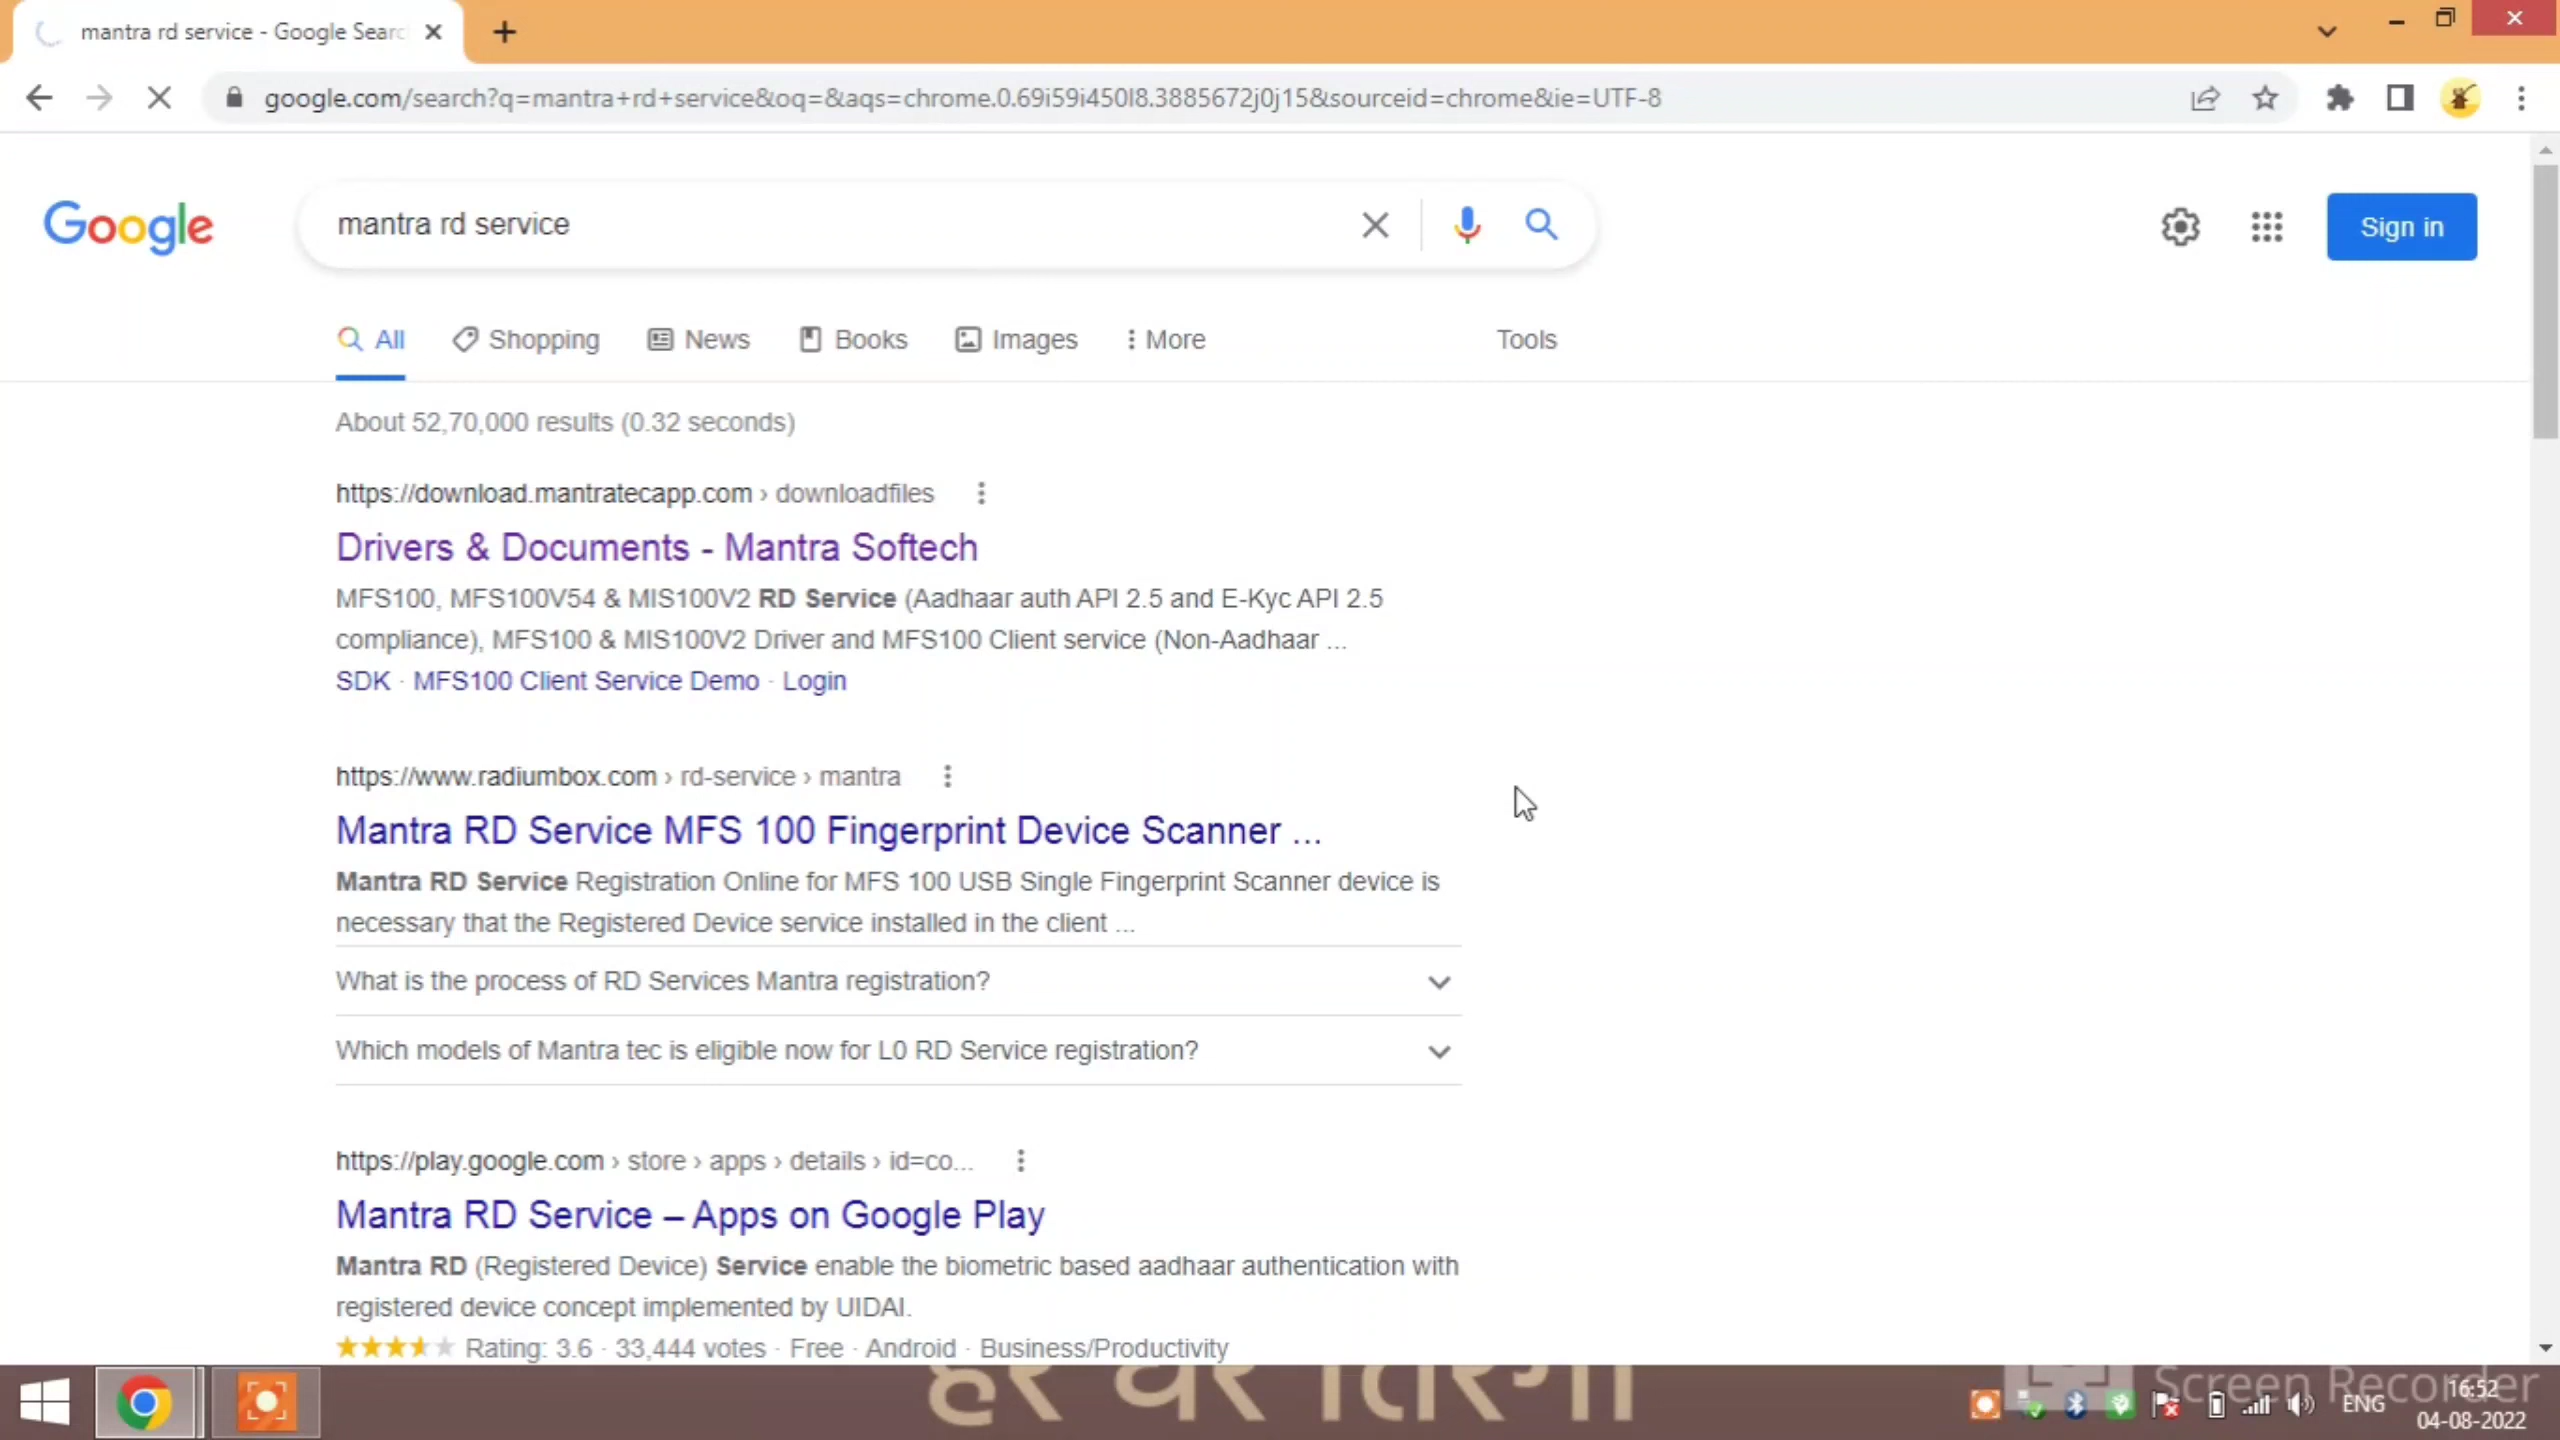 mantra rd service - Google Searc
google.com/search?q=mantra+rd+service&oq=&aqs=chrome.0.69i59i450l8.3885672j0j15&sourceid=chrome&ie=UTF-8
Google
mantra rd service
Sign in
All Shopping News Books Images More Tools
About 52,70,000 results (0.32 seconds)
https://download.mantratecapp.com › downloadfiles
Drivers & Documents - Mantra Softech
MFS100, MFS100V54 & MIS100V2 RD Service (Aadhaar auth API 2.5 and E-Kyc API 2.5
compliance), MFS100 & MIS100V2 Driver and MFS100 Client service (Non-Aadhaar ...
SDK · MFS100 Client Service Demo · Login
https://www.radiumbox.com › rd-service › mantra
Mantra RD Service MFS 100 Fingerprint Device Scanner ...
Mantra RD Service Registration Online for MFS 100 USB Single Fingerprint Scanner device is
necessary that the Registered Device service installed in the client ...
What is the process of RD Services Mantra registration?
Which models of Mantra tec is eligible now for L0 RD Service registration?
https://play.google.com › store › apps › details › id=co...
Mantra RD Service – Apps on Google Play
Mantra RD (Registered Device) Service enable the biometric based aadhaar authentication with
registered device concept implemented by UIDAI.
Rating: 3.6 · 33,444 votes · Free · Android · Business/Productivity
हर घर तिरंगा
Screen Recorder
ENG
16:52
04-08-2022